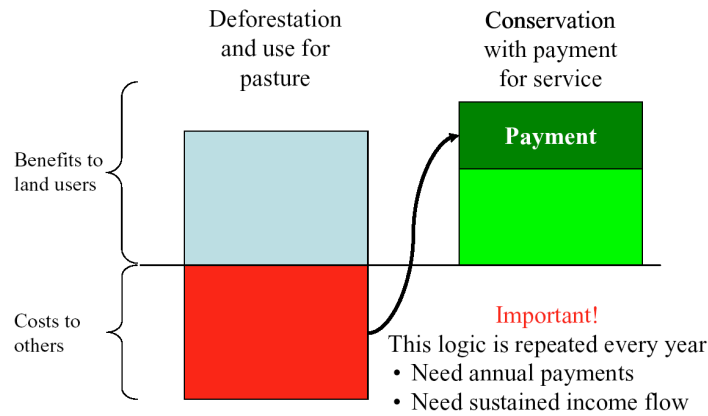 Deforestation
and use for
pasture
Conservation
with payment
for service
Benefits to
land users
Payment
Costs to
others
Important!
This logic is repeated every year
• Need annual payments
• Need sustained income flow